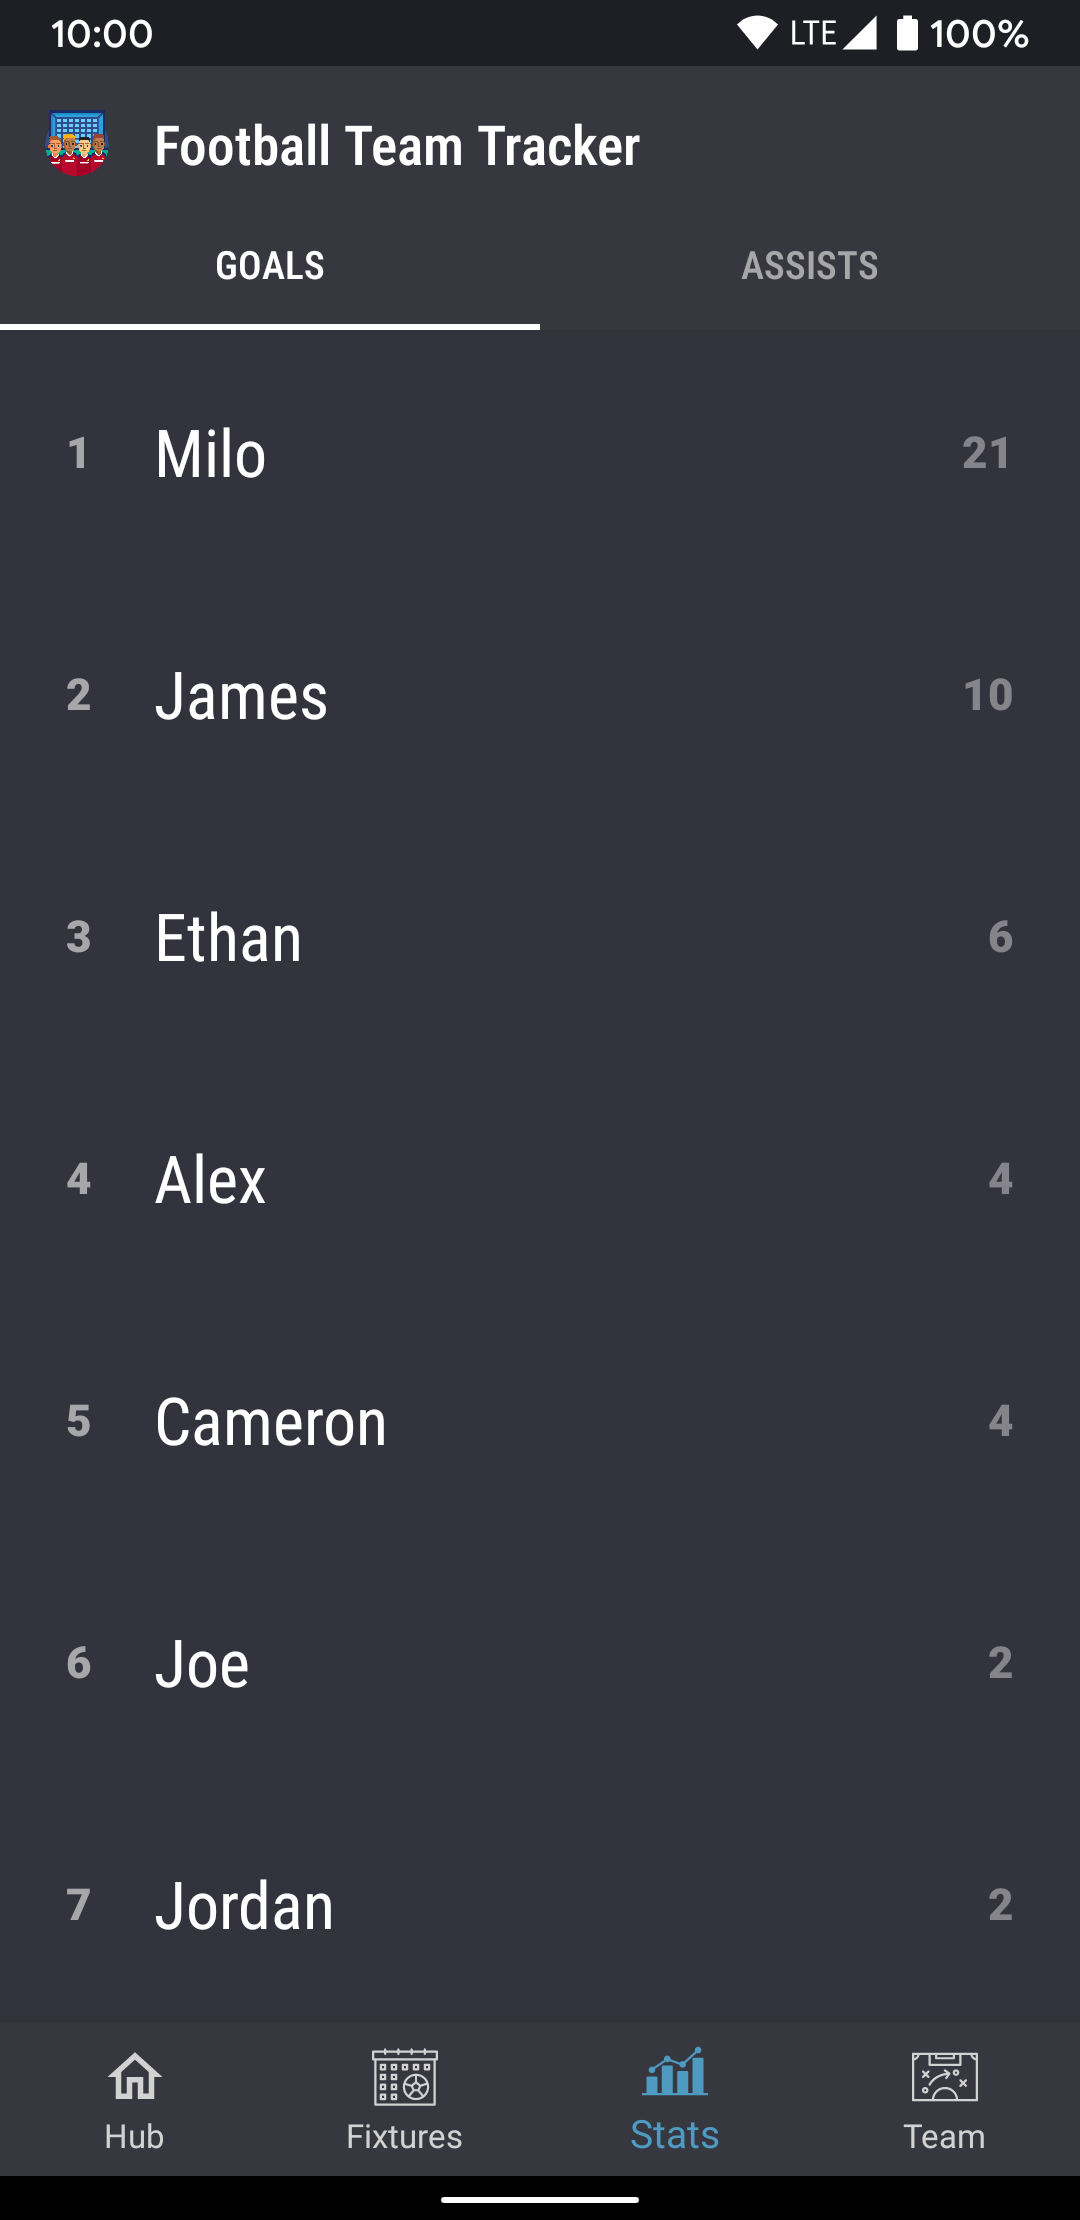 10:00 LTE 100%
Football Team Tracker
GOALS ASSISTS
1 Milo 21
2 James 10
3 Ethan 6
4 Alex 4
5 Cameron 4
6 Joe 2
7 Jordan 2
Hub Fixtures Stats Team